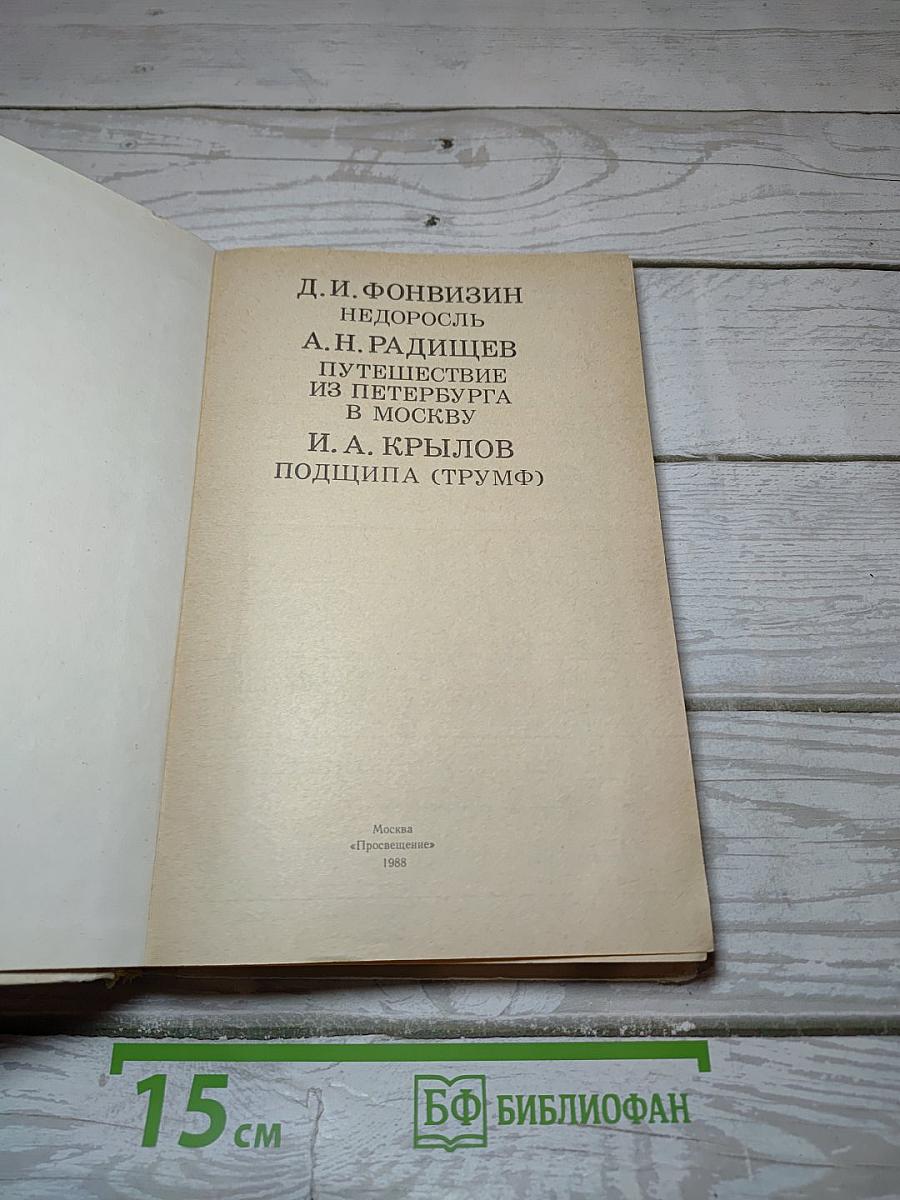 Д. И. ФОНВИЗИН
НЕДОРОСЛЬ
А. Н. РАДИЩЕВ
ПУТЕШЕСТВИЕ
ИЗ ПЕТЕРБУРГА
В МОСКВУ
И. А. КРЫЛОВ
ПОДЩИПА (ТРУМФ)
Москва
«Просвещение»
1988
15 см
БФ БИБЛИОФАН